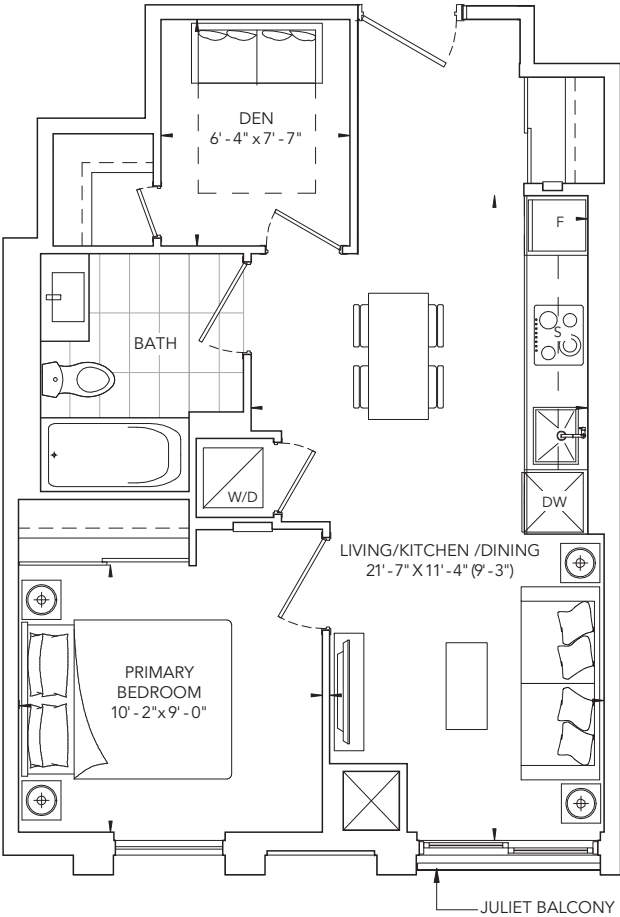 DEN
6'-4" x 7'-7"
F
S
BATH
W/D
DW
LIVING/KITCHEN /DINING
21'-7" X 11'-4" (9'-3")
PRIMARY
BEDROOM
10'-2" x 9'-0"
JULIET BALCONY